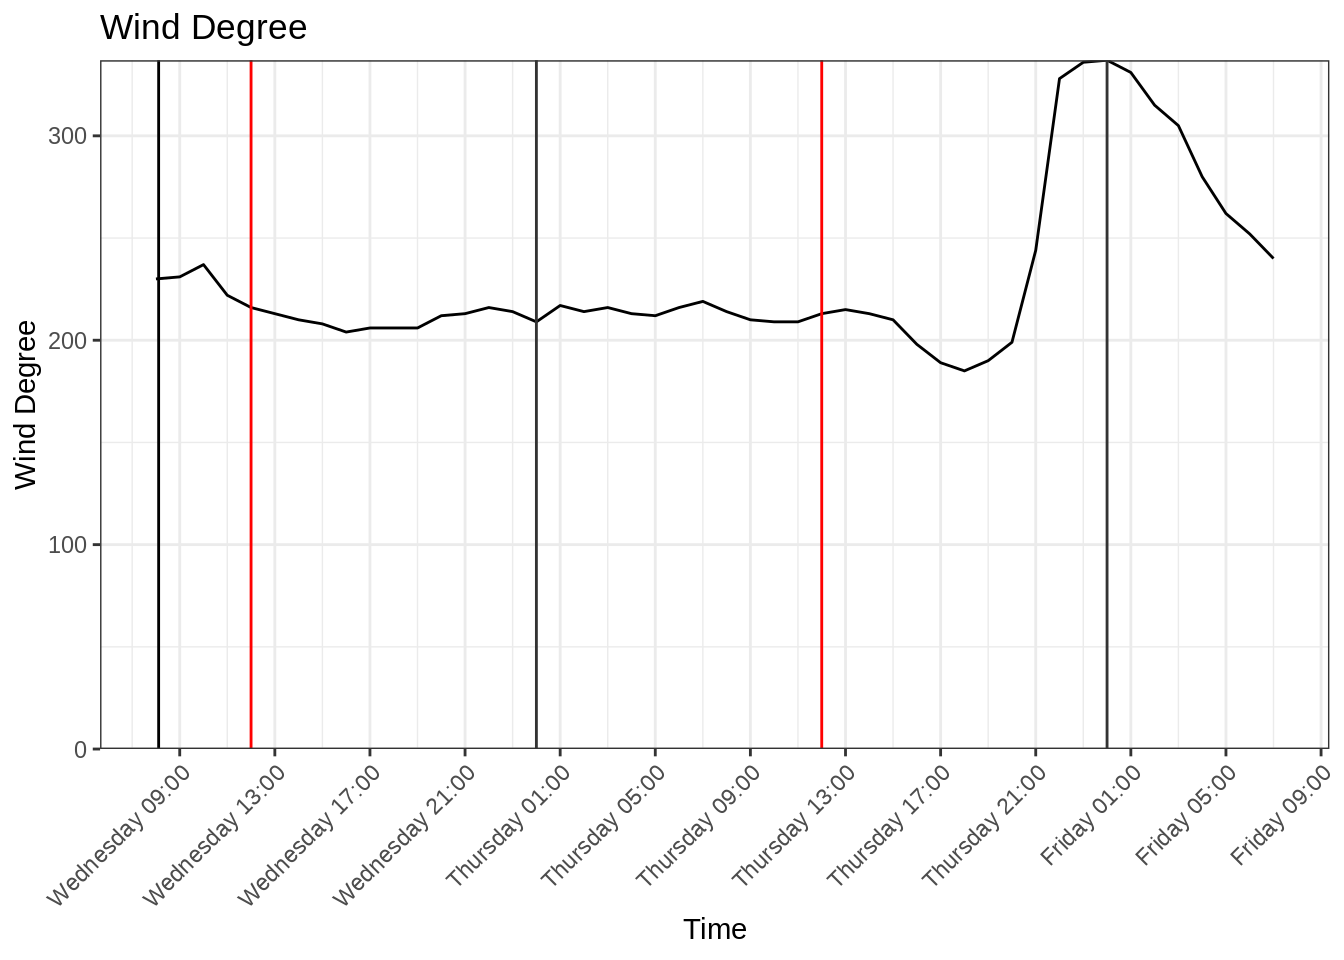 Wind Degree
Wind Degree
300
200
100
0
Wednesday 09:00
Wednesday 13:00
Wednesday 17:00
Wednesday 21:00
Thursday 01:00
Thursday 05:00
Thursday 09:00
Thursday 13:00
Thursday 17:00
Thursday 21:00
Friday 01:00
Friday 05:00
Friday 09:00
Time